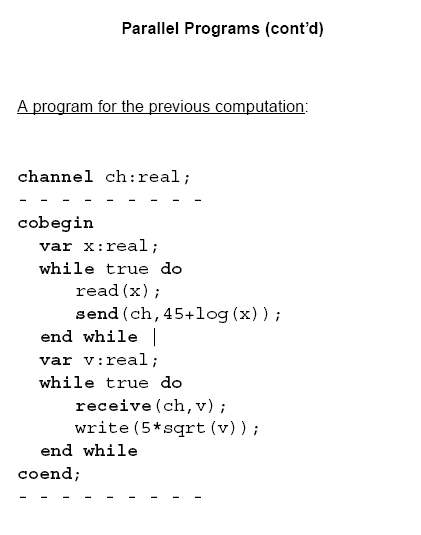 Parallel Programs (cont'd)
A program for the previous computation:
channel ch:real;
- - - - - - - - -
cobegin
var x:real;
while true do
read(x);
send(ch,45+log(x));
end while |
var v:real;
while true do
receive(ch,v);
write(5*sqrt(v));
end while
coend;
- - - - - - - - -